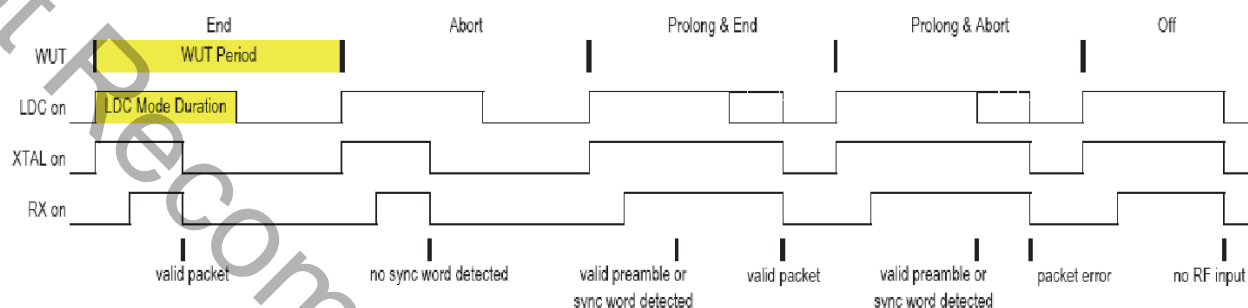 End Abort Prolong & End Prolong & Abort Off
WUT WUT Period
LDC on LDC Mode Duration
XTAL on
RX on
valid packet no sync word detected valid preamble or valid packet valid preamble or packet error no RF input
sync word detected sync word detected
Recom